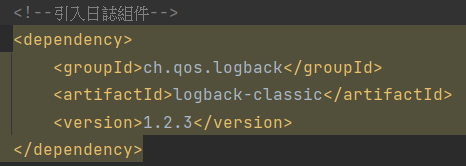 <!--引入日誌組件-->
<dependency>
    <groupId>ch.qos.logback</groupId>
    <artifactId>logback-classic</artifactId>
    <version>1.2.3</version>
</dependency>